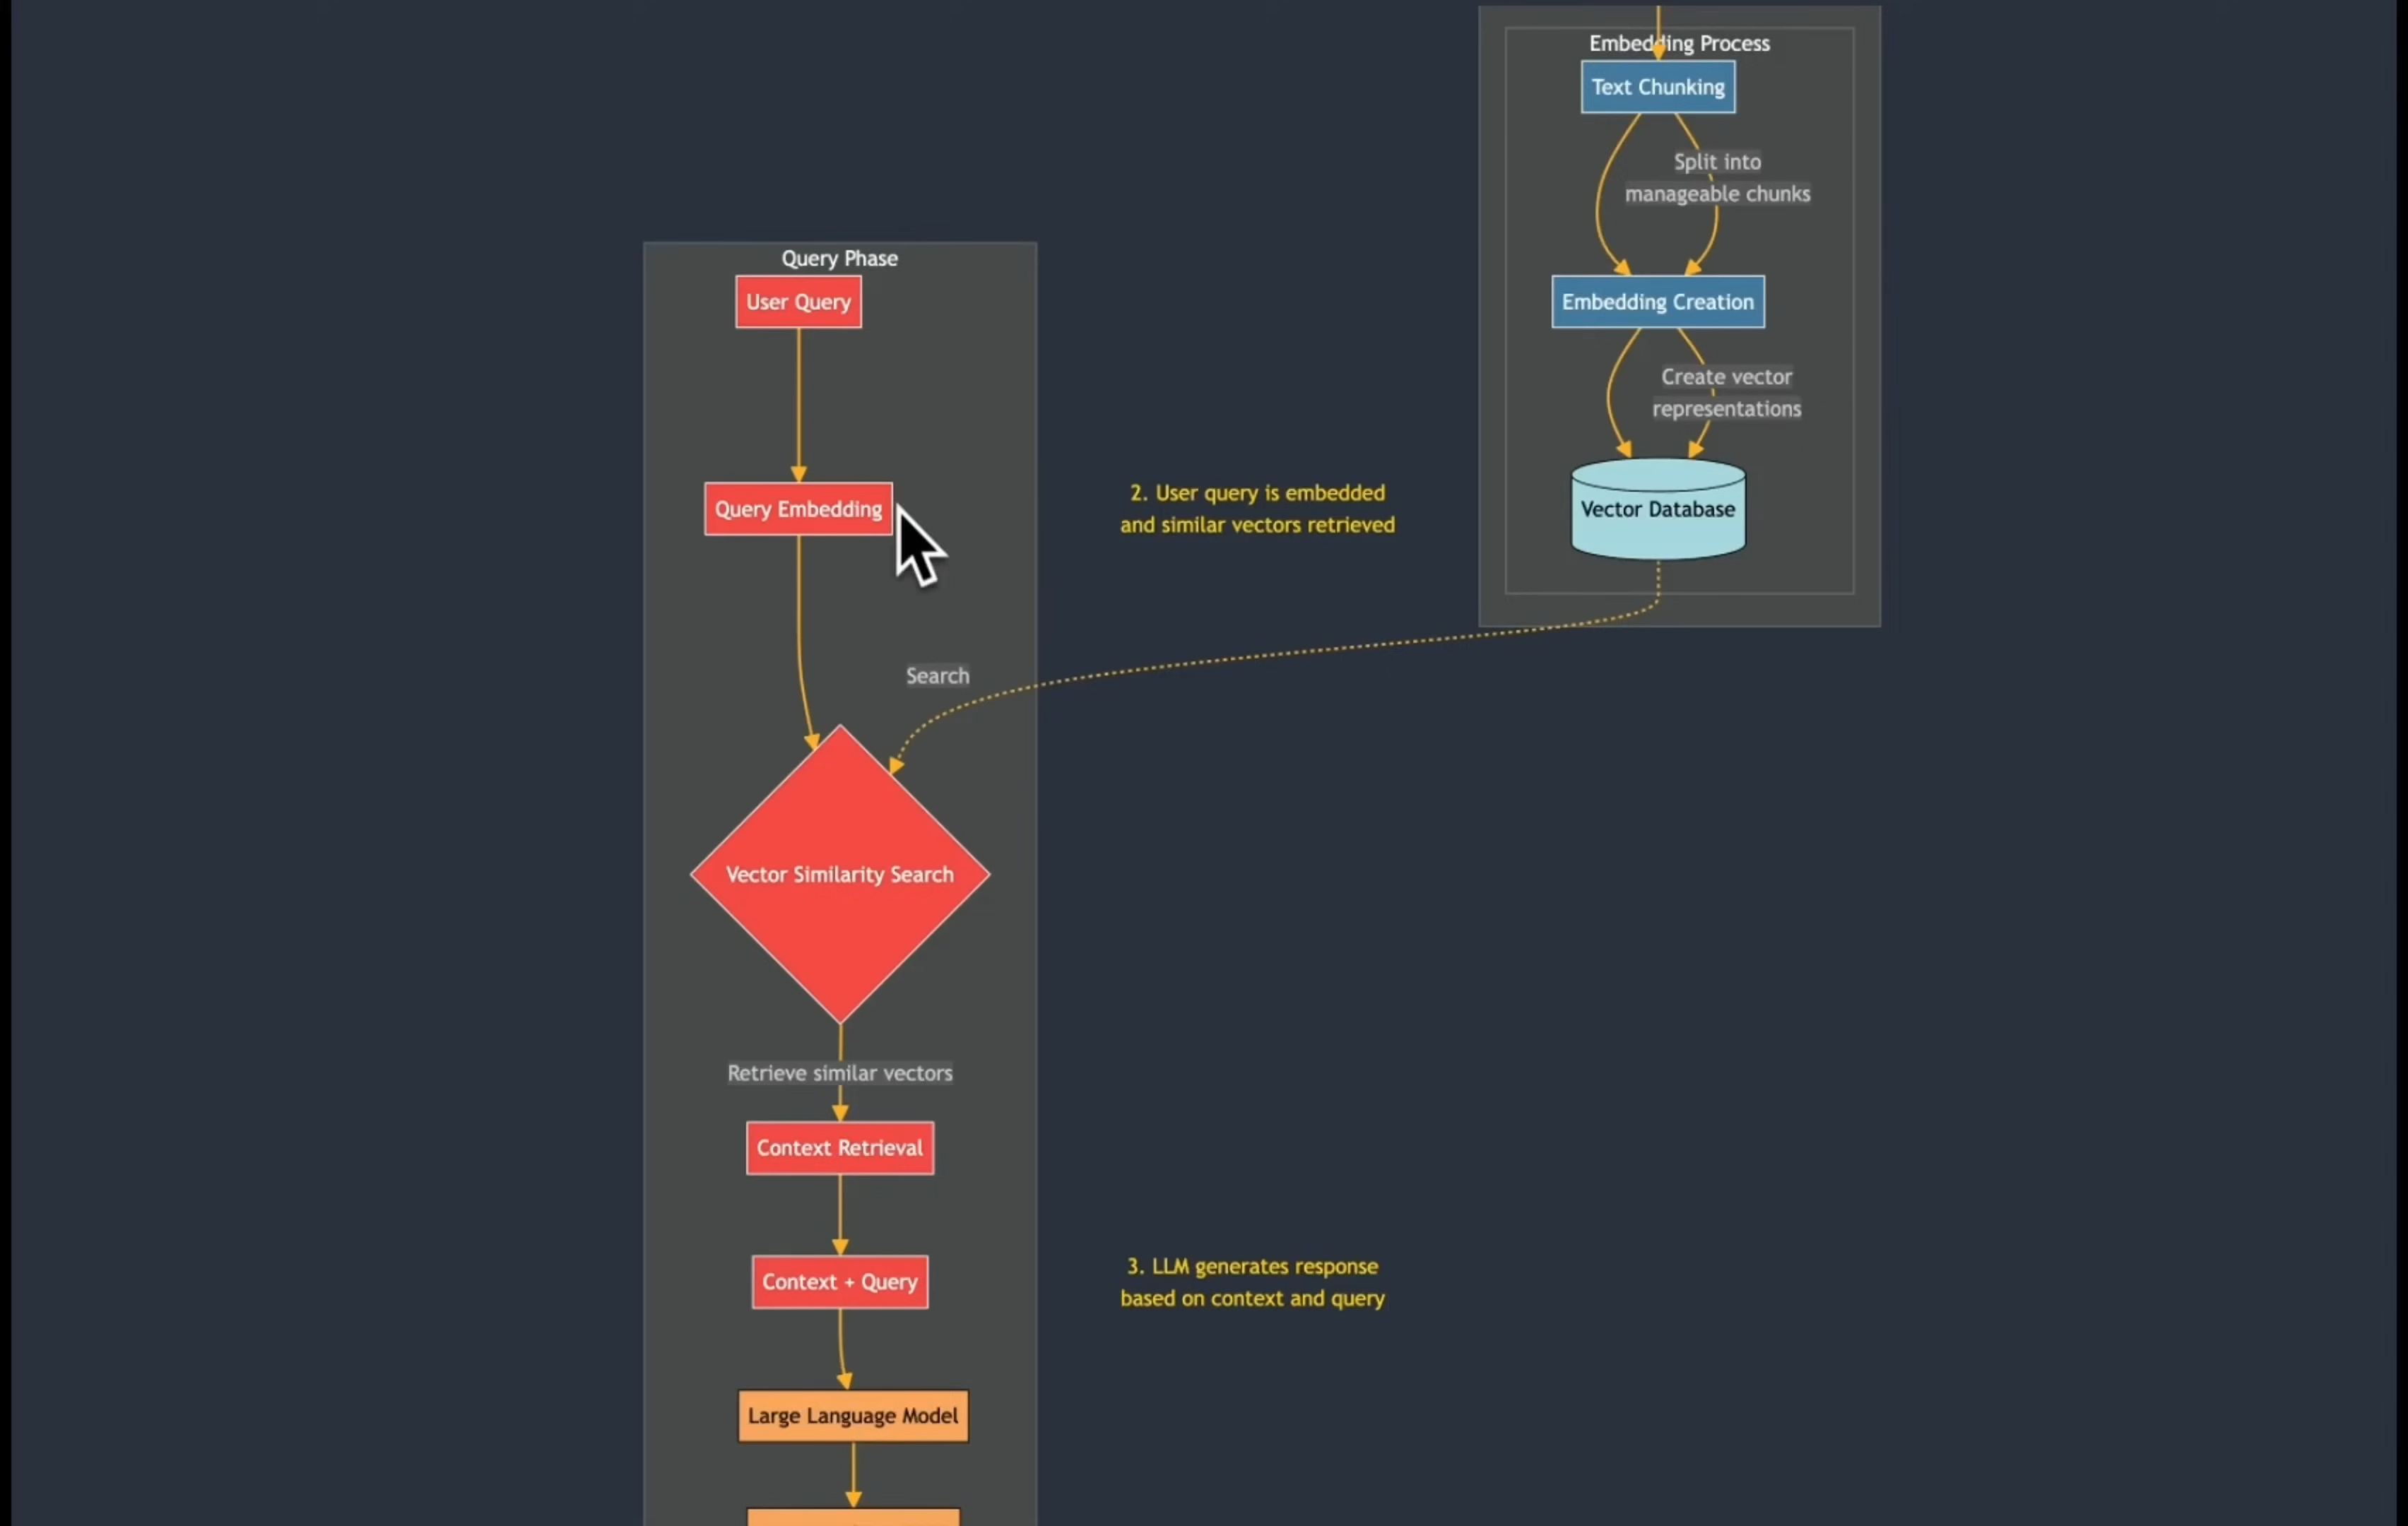 Embedding Process
Text Chunking
Split into
manageable chunks
Embedding Creation
Create vector
representations
Vector Database
Query Phase
User Query
Query Embedding
2. User query is embedded
and similar vectors retrieved
Search
Vector Similarity Search
Retrieve similar vectors
Context Retrieval
Context + Query
3. LLM generates response
based on context and query
Large Language Model